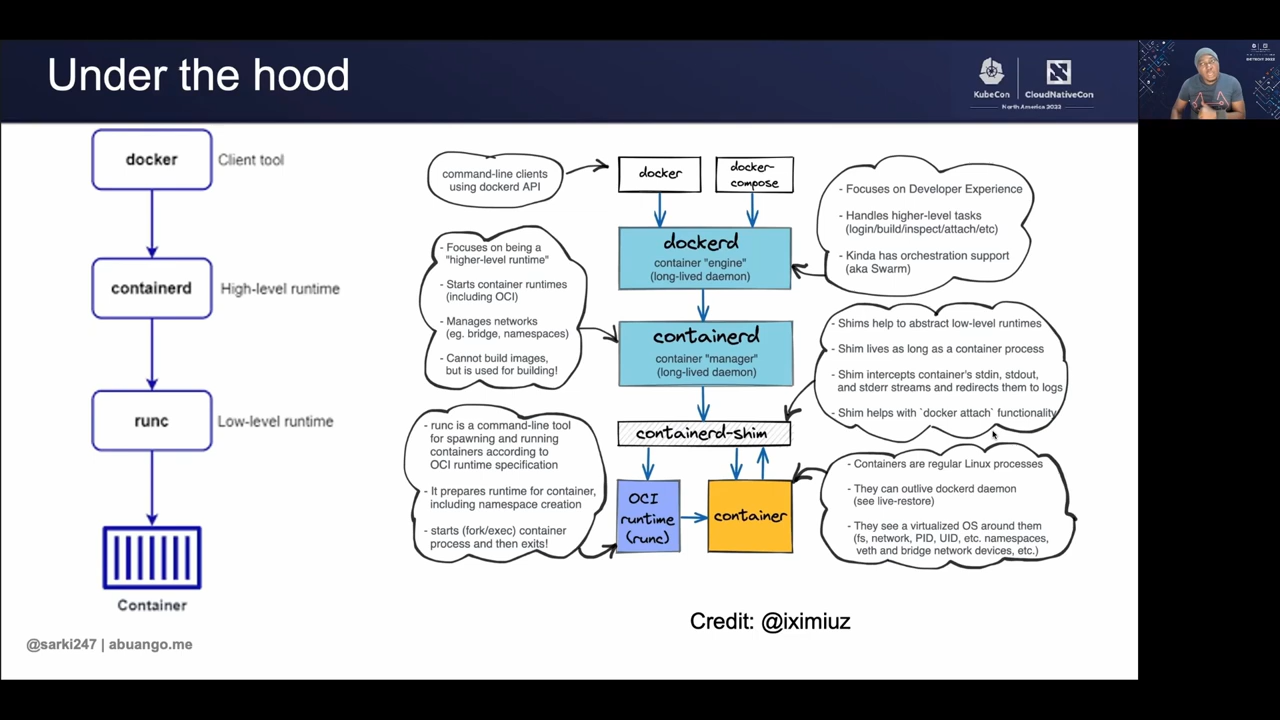 Under the hood
KubeCon
CloudNativeCon
North America 2022
docker
Client tool
containerd
High-level runtime
runc
Low-level runtime
Container
@sarki247 | abuango.me
command-line clients
using dockerd API
docker
docker-
compose
- Focuses on Developer Experience
- Handles higher-level tasks
(login/build/inspect/attach/etc)
- Kinda has orchestration support
(aka Swarm)
dockerd
container "engine"
(long-lived daemon)
- Focuses on being a
"higher-level runtime"
- Starts container runtimes
(including OCI)
- Manages networks
(eg. bridge, namespaces)
- Cannot build images,
but is used for building!
containerd
container "manager"
(long-lived daemon)
- Shims help to abstract low-level runtimes
- Shim lives as long as a container process
- Shim intercepts container's stdin, stdout,
and stderr streams and redirects them to logs
- Shim helps with `docker attach` functionality
containerd-shim
- runc is a command-line tool
for spawning and running
containers according to
OCI runtime specification
- It prepares runtime for container,
including namespace creation
- starts (fork/exec) container
process and then exits!
OCI
runtime
(runc)
container
- Containers are regular Linux processes
- They can outlive dockerd daemon
(see live-restore)
- They see a virtualized OS around them
(fs, network, PID, UID, etc. namespaces,
veth and bridge network devices, etc.)
Credit: @iximiuz
DETROIT 2022